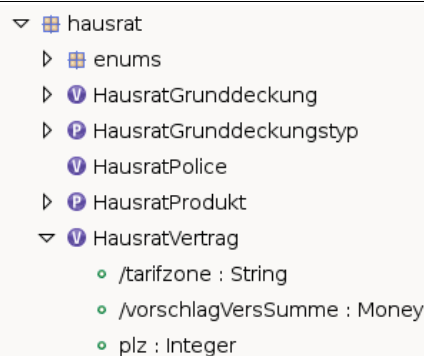 hausrat
enums
V HausratGrunddeckung
P HausratGrunddeckungstyp
V HausratPolice
P HausratProdukt
V HausratVertrag
/tarifzone : String
/vorschlagVersSumme : Money
plz : Integer